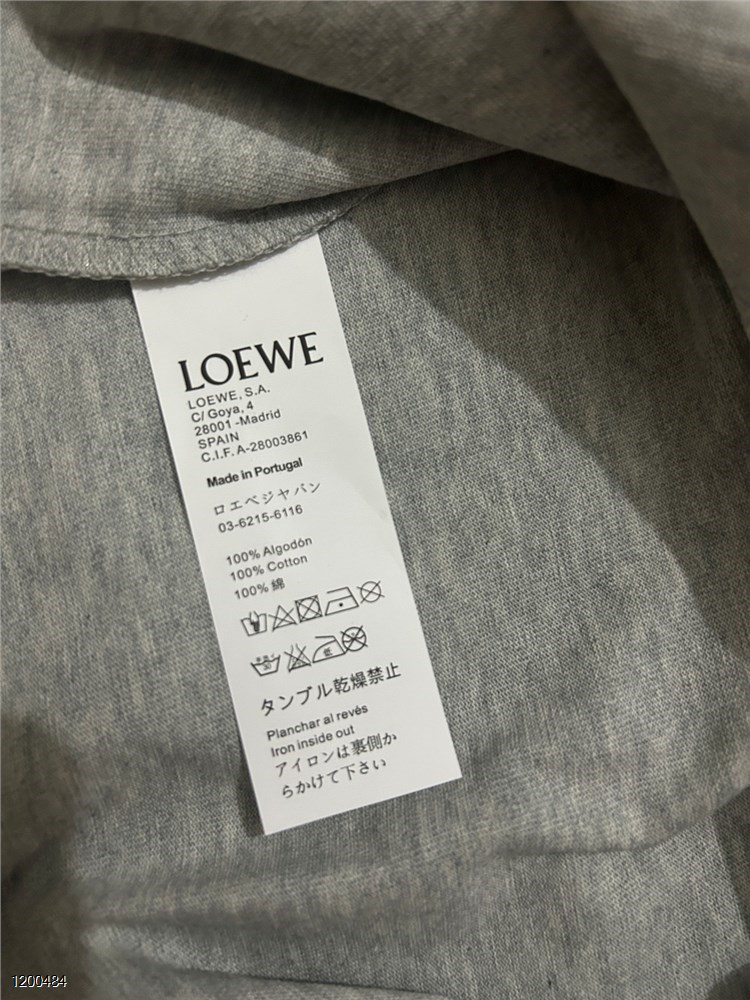 LOEWE
LOEWE, S.A.
C/ Goya, 4
28001 -Madrid
SPAIN
C.I.F. A-28003861
Made in Portugal
ロエベジャパン
03-6215-6116
100% Algodón
100% Cotton
100% 綿
タンブル乾燥禁止
Planchar al revés
Iron inside out
アイロンは裏側か
らかけて下さい
1200484